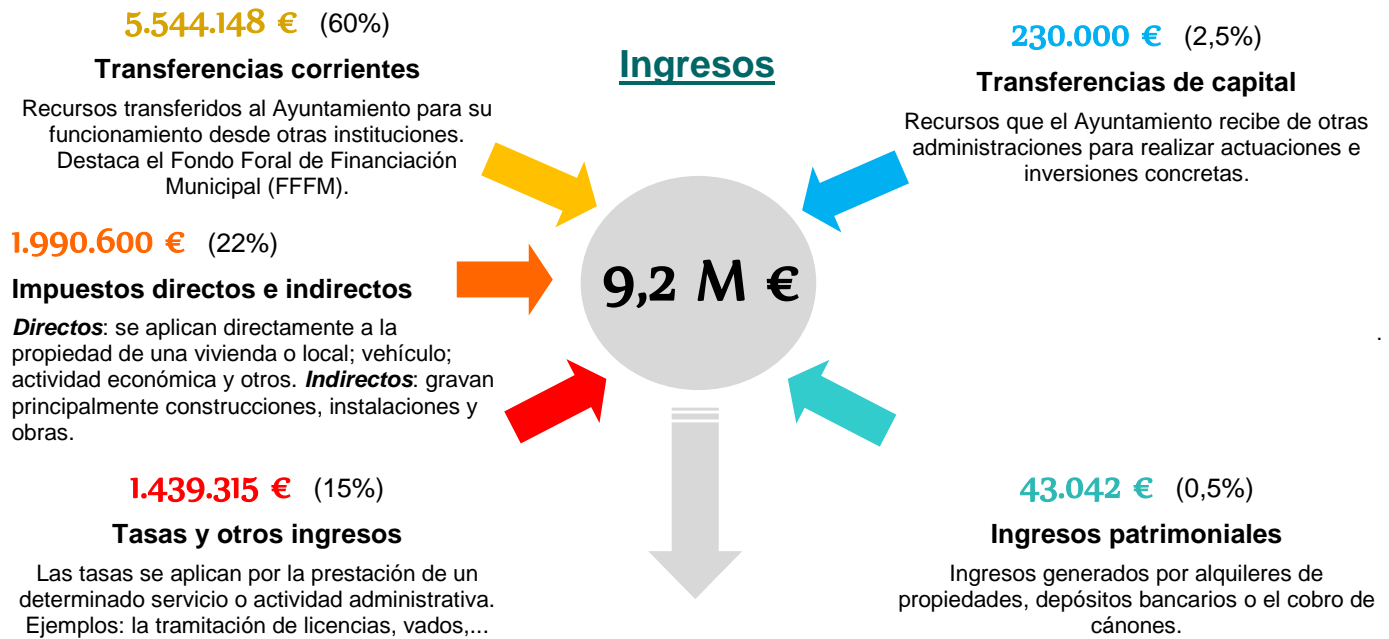 Ingresos
5.544.148 € (60%)
Transferencias corrientes
Recursos transferidos al Ayuntamiento para su
funcionamiento desde otras instituciones.
Destaca el Fondo Foral de Financiación
Municipal (FFFM).
1.990.600 € (22%)
Impuestos directos e indirectos
Directos: se aplican directamente a la
propiedad de una vivienda o local; vehículo;
actividad económica y otros. Indirectos: gravan
principalmente construcciones, instalaciones y
obras.
1.439.315 € (15%)
Tasas y otros ingresos
Las tasas se aplican por la prestación de un
determinado servicio o actividad administrativa.
Ejemplos: la tramitación de licencias, vados,...
9,2 M €
230.000 € (2,5%)
Transferencias de capital
Recursos que el Ayuntamiento recibe de otras
administraciones para realizar actuaciones e
inversiones concretas.
.
43.042 € (0,5%)
Ingresos patrimoniales
Ingresos generados por alquileres de
propiedades, depósitos bancarios o el cobro de
cánones.